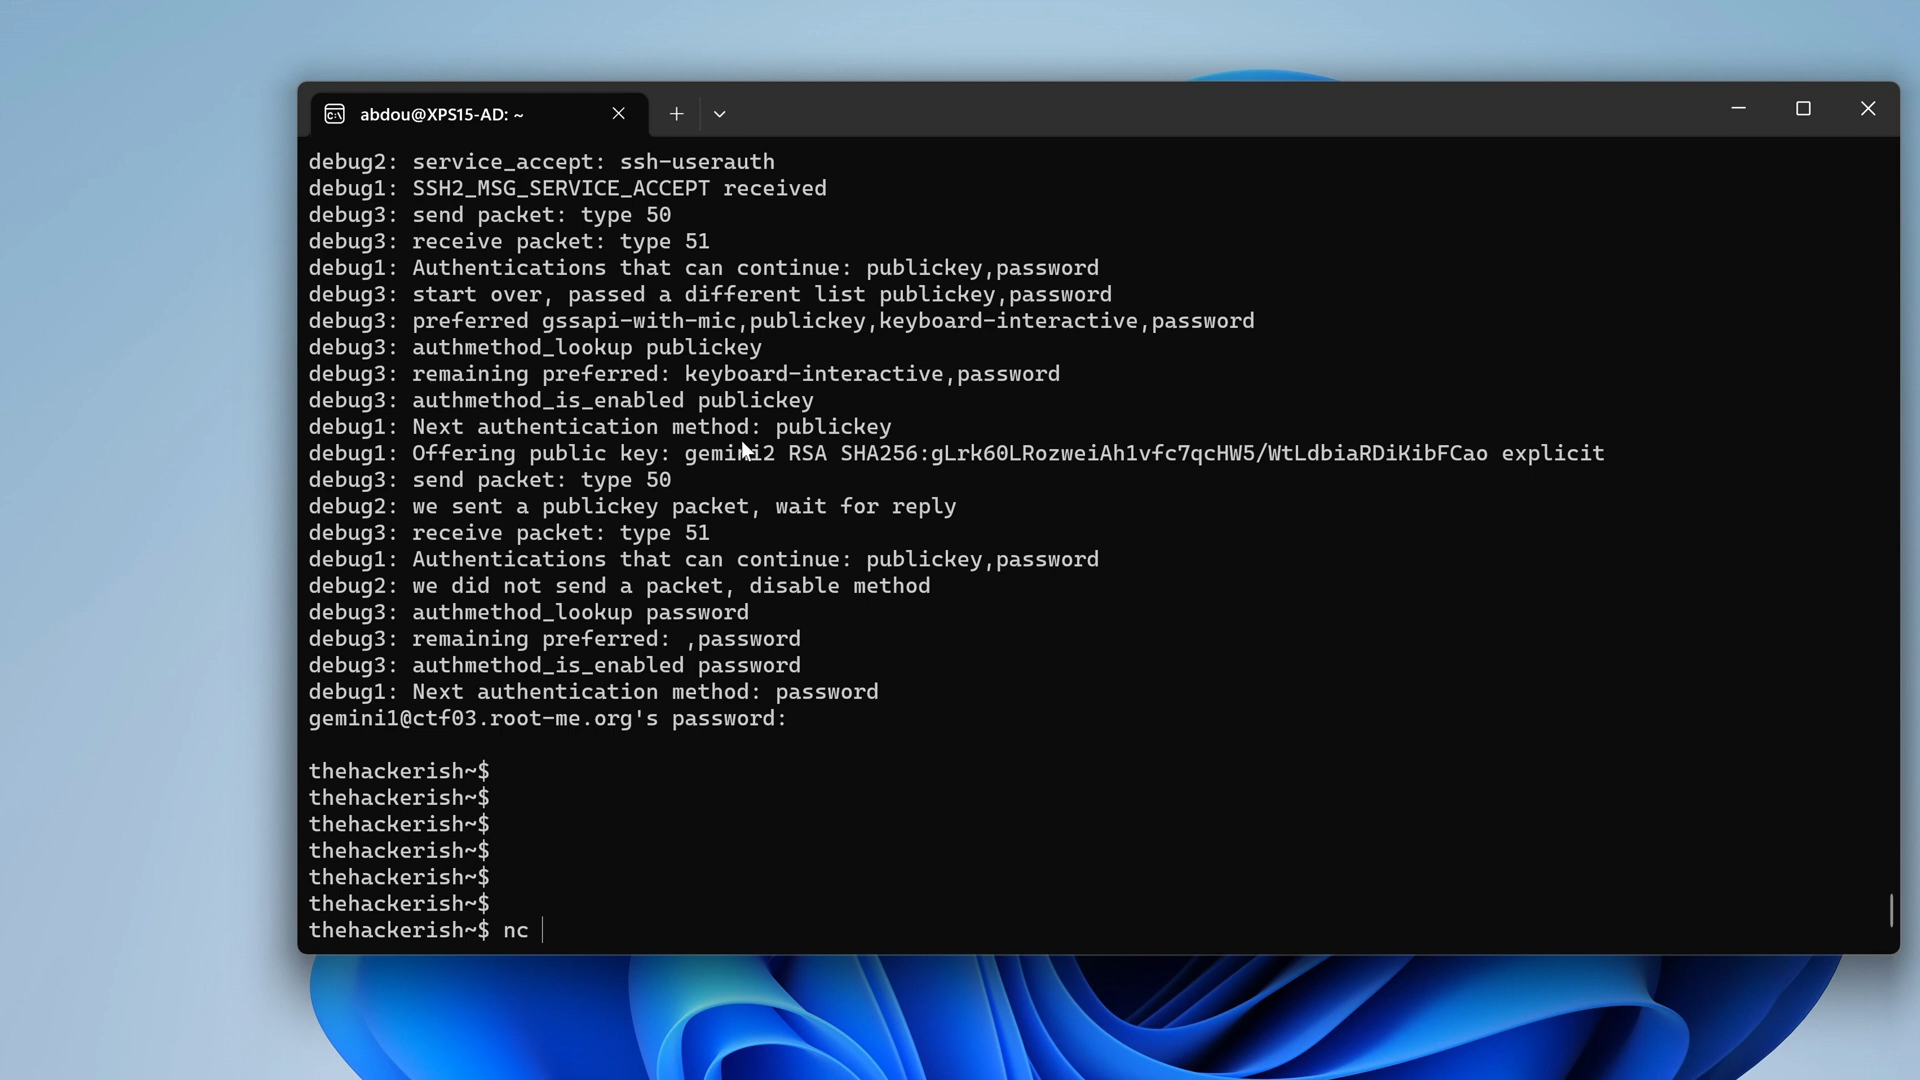 abdou@XPS15-AD: ~
debug2: service_accept: ssh-userauth
debug1: SSH2_MSG_SERVICE_ACCEPT received
debug3: send packet: type 50
debug3: receive packet: type 51
debug1: Authentications that can continue: publickey,password
debug3: start over, passed a different list publickey,password
debug3: preferred gssapi-with-mic,publickey,keyboard-interactive,password
debug3: authmethod_lookup publickey
debug3: remaining preferred: keyboard-interactive,password
debug3: authmethod_is_enabled publickey
debug1: Next authentication method: publickey
debug1: Offering public key: gemini2 RSA SHA256:gLrk60LRozweiAh1vfc7qcHW5/WtLdbiaRDiKibFCao explicit
debug3: send packet: type 50
debug2: we sent a publickey packet, wait for reply
debug3: receive packet: type 51
debug1: Authentications that can continue: publickey,password
debug2: we did not send a packet, disable method
debug3: authmethod_lookup password
debug3: remaining preferred: ,password
debug3: authmethod_is_enabled password
debug1: Next authentication method: password
gemini1@ctf03.root-me.org's password:
thehackerish~$
thehackerish~$
thehackerish~$
thehackerish~$
thehackerish~$
thehackerish~$
thehackerish~$ nc